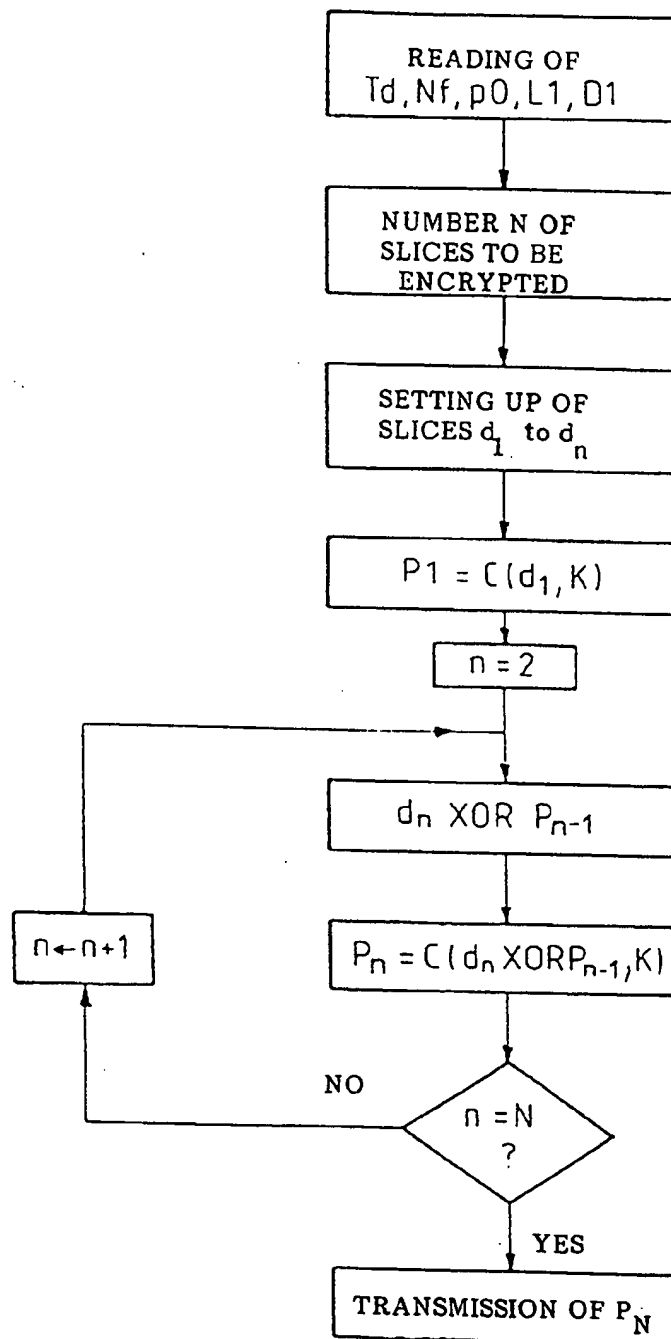 READING OF
Td, Nf, p0, L1, D1
NUMBER N OF
SLICES TO BE
ENCRYPTED
SETTING UP OF
SLICES d1 to dn
P1 = C(d1, K)
n = 2
dn XOR Pn-1
n←n+1
Pn = C(dn XORPn-1, K)
NO
n = N
?
YES
TRANSMISSION OF PN